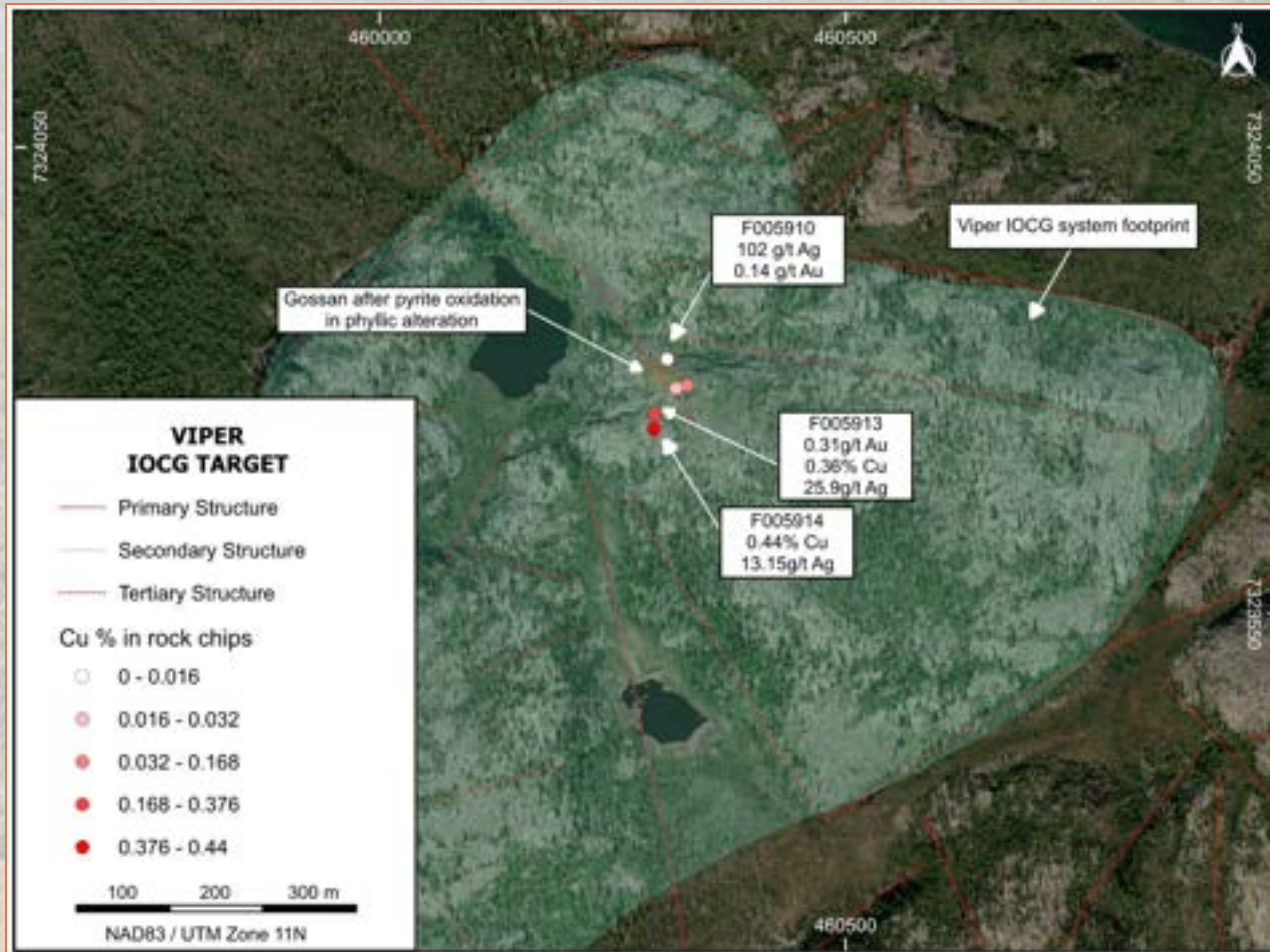 460000
460500
N
7324050
7324050
F005910
102 g/t Ag
0.14 g/t Au
Viper IOCG system footprint
Gossan after pyrite oxidation
in phyllic alteration
F005913
0.31g/t Au
0.36% Cu
25.9g/t Ag
F005914
0.44% Cu
13.15g/t Ag
7323550
460500
VIPER
IOCG TARGET
Primary Structure
Secondary Structure
Tertiary Structure
Cu % in rock chips
0 - 0.016
0.016 - 0.032
0.032 - 0.168
0.168 - 0.376
0.376 - 0.44
100 200 300 m
NAD83 / UTM Zone 11N